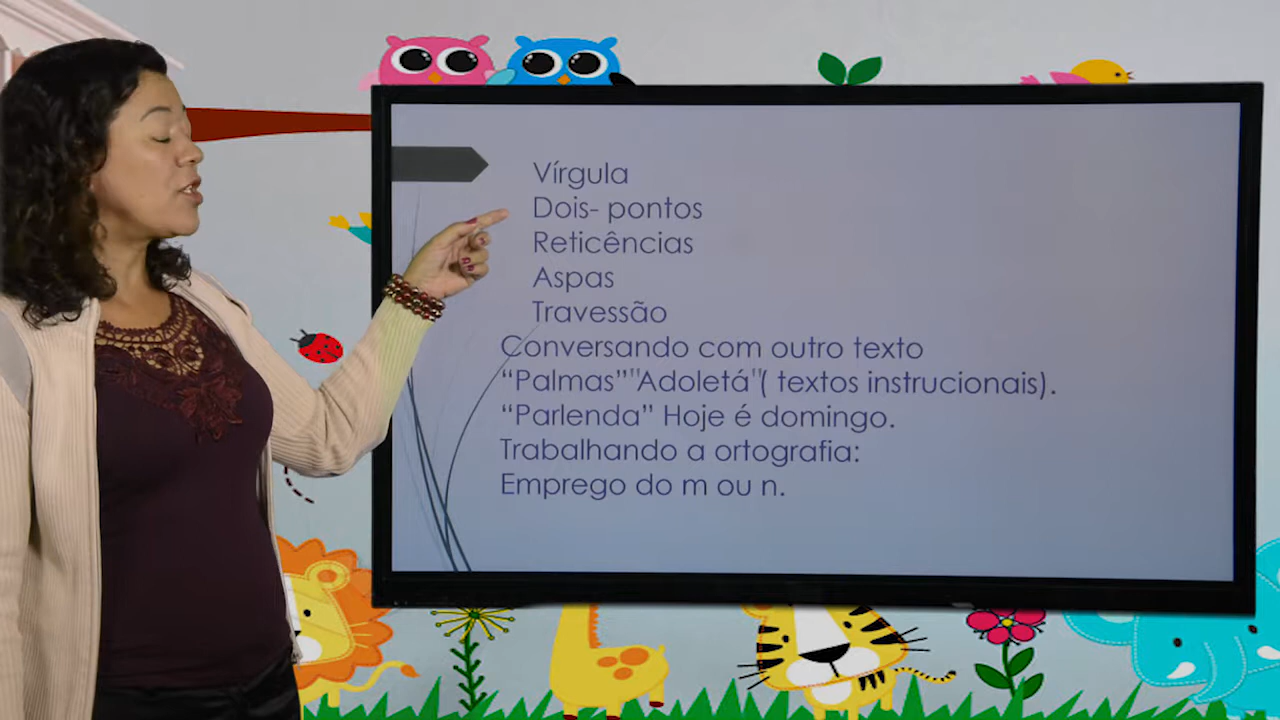 Vírgula
Dois- pontos
Reticências
Aspas
Travessão
Conversando com outro texto
“Palmas”"Adoletá"( textos instrucionais).
“Parlenda” Hoje é domingo.
Trabalhando a ortografia:
Emprego do m ou n.